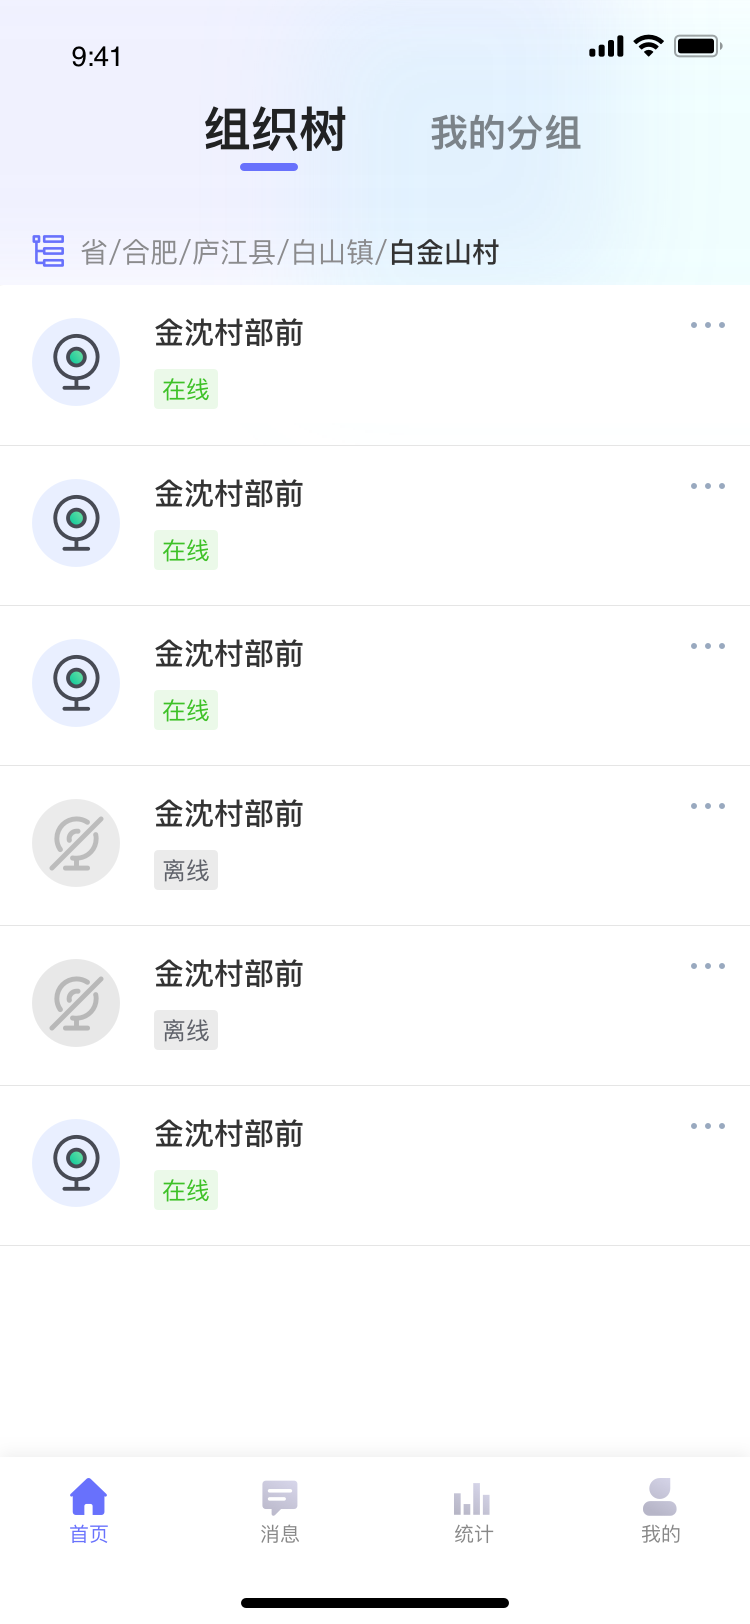 9:41
组织树 我的分组
省/合肥/庐江县/白山镇/白金山村
金沈村部前
在线
金沈村部前
在线
金沈村部前
在线
金沈村部前
离线
金沈村部前
离线
金沈村部前
在线
首页 消息 统计 我的